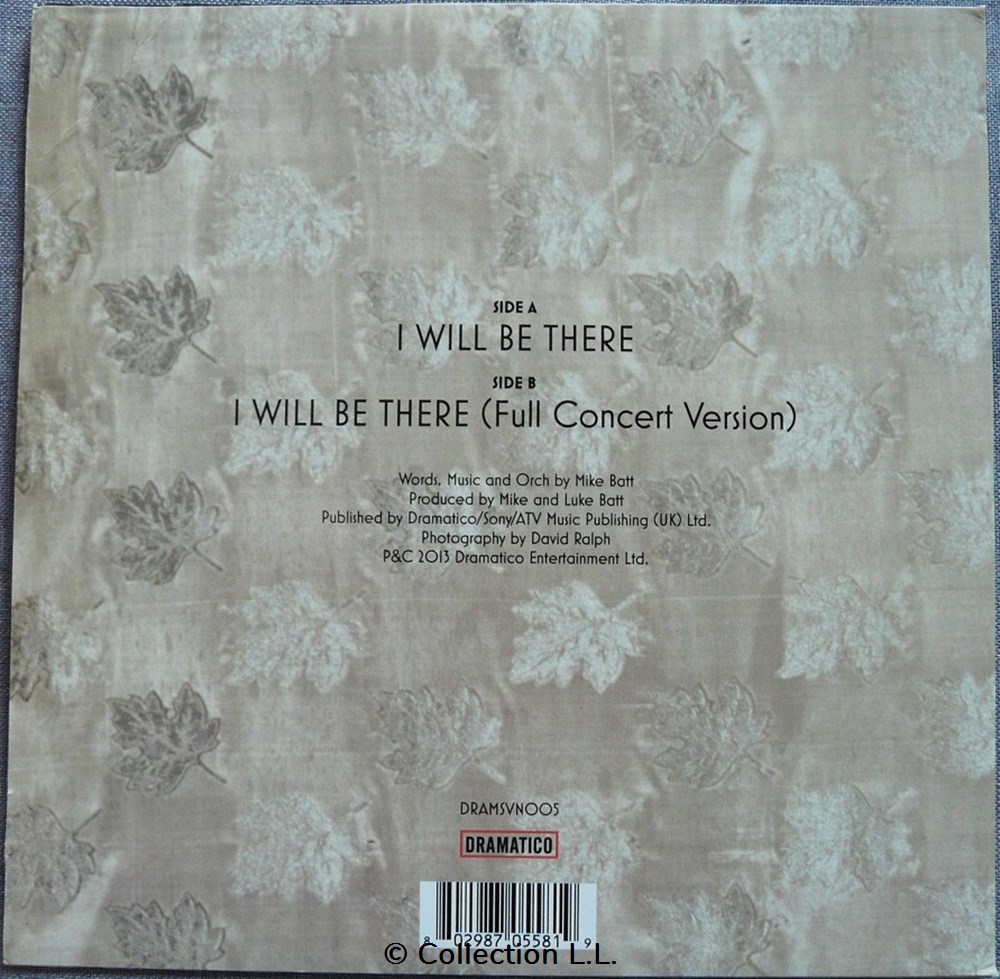 SIDE A
I WILL BE THERE
SIDE B
I WILL BE THERE (Full Concert Version)
Words, Music and Orch by Mike Batt
Produced by Mike and Luke Batt
Published by Dramatico/Sony/ATV Music Publishing (UK) Ltd.
Photography by David Ralph
P&C 2013 Dramatico Entertainment Ltd.
DRAMSVN005
DRAMATICO
8 02987 05581 9
© Collection L.L.